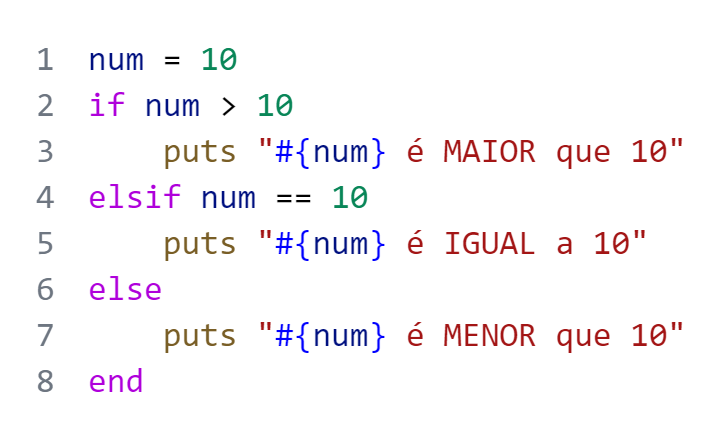 1 num = 10
2 if num > 10
3     puts "#{num} é MAIOR que 10"
4 elsif num == 10
5     puts "#{num} é IGUAL a 10"
6 else
7     puts "#{num} é MENOR que 10"
8 end